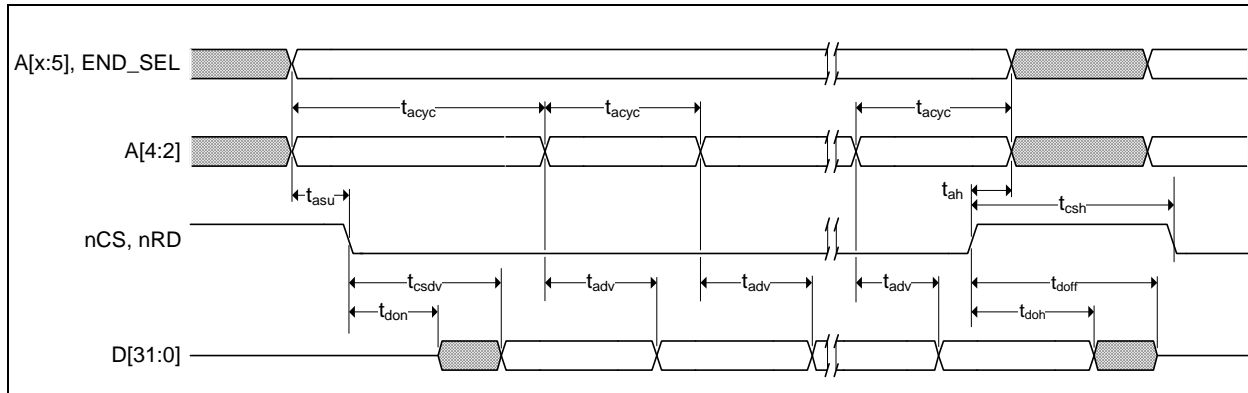 A[x:5], END_SEL
tacyc tacyc tacyc
A[4:2]
tasu tah tcsh
nCS, nRD
tcsdv tadv tadv tadv tdoff
tdon tdoh
D[31:0]